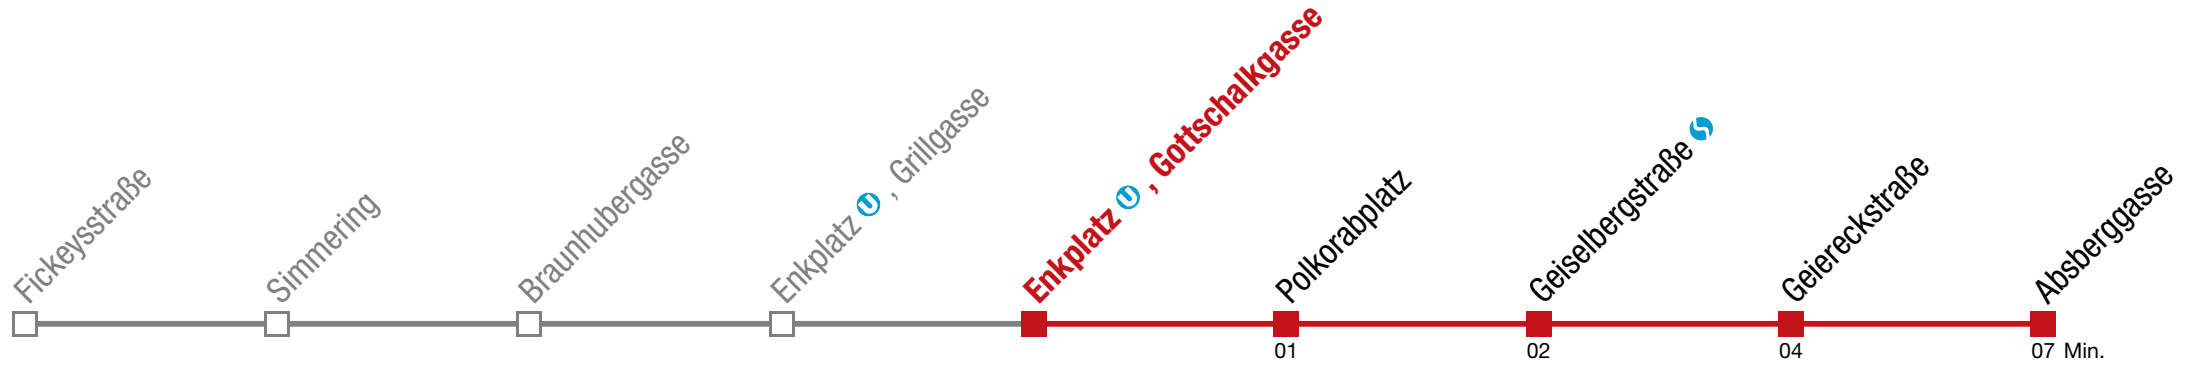 Fickeysstraße
Simmering
Braunhubergasse
Enkplatz U , Grillgasse
Enkplatz U , Gottschalkgasse
Polkorabplatz
Geiselbergstraße S
Geiereckstraße
Absberggasse
01
02
04
07 Min.